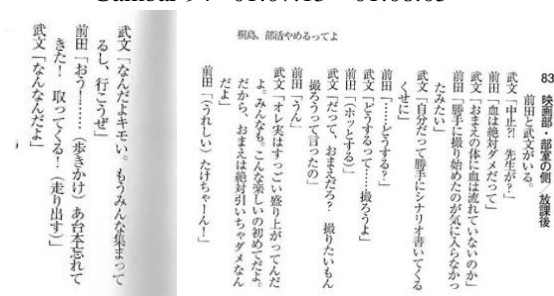 桐島、部活やめるってよ
83 映画部・部室の側/放課後
前田と武文がいる。
武文「中止?! 先生が?」
前田「血は絶対ダメだって」
武文「おまえの体に血は流れていないのか」
前田「勝手に撮り始めたのが気に入らなかっ
たみたい」
武文「自分だって勝手にシナリオ書いてくる
くせに」
前田「……どうする?」
武文「どうするって……撮ろうよ」
前田「(ホッとする)」
武文「だって、おまえだろ? 撮りたいもん
撮ろうって言ったの」
前田「うん」
武文「オレ実はすっごい盛り上がってんだ
よ。みんなも。こんな楽しいの初めてだよ。
だから、おまえは絶対引いちゃダメなん
だよ」
前田「(うれしい)たけちゃーん!」
武文「なんだよキモい。もうみんな集まって
るし、行こうぜ」
前田「おう!……(歩きかけ)あ台本忘れて
きた! 取ってくる!(走り出す)」
武文「なんなんだよ」